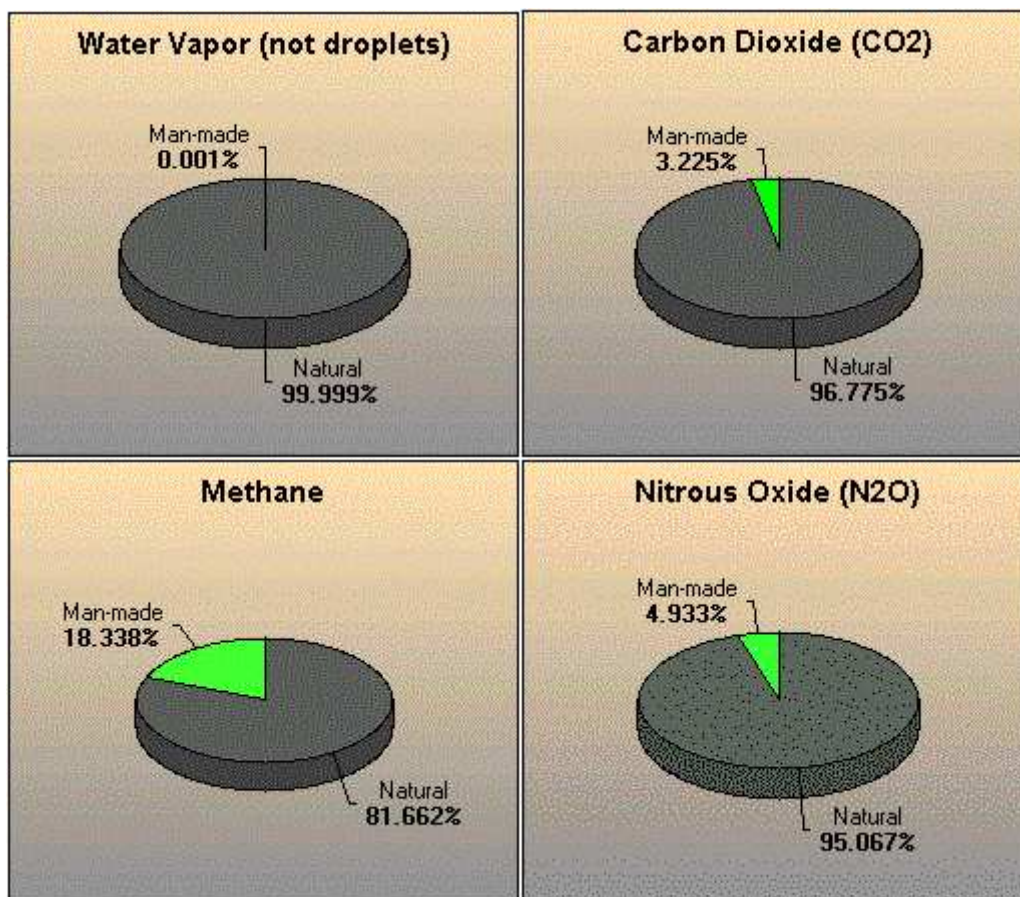 Water Vapor (not droplets)
Man-made
0.001%
Natural
99.999%
Carbon Dioxide (CO2)
Man-made
3.225%
Natural
96.775%
Methane
Man-made
18.338%
Natural
81.662%
Nitrous Oxide (N2O)
Man-made
4.933%
Natural
95.067%